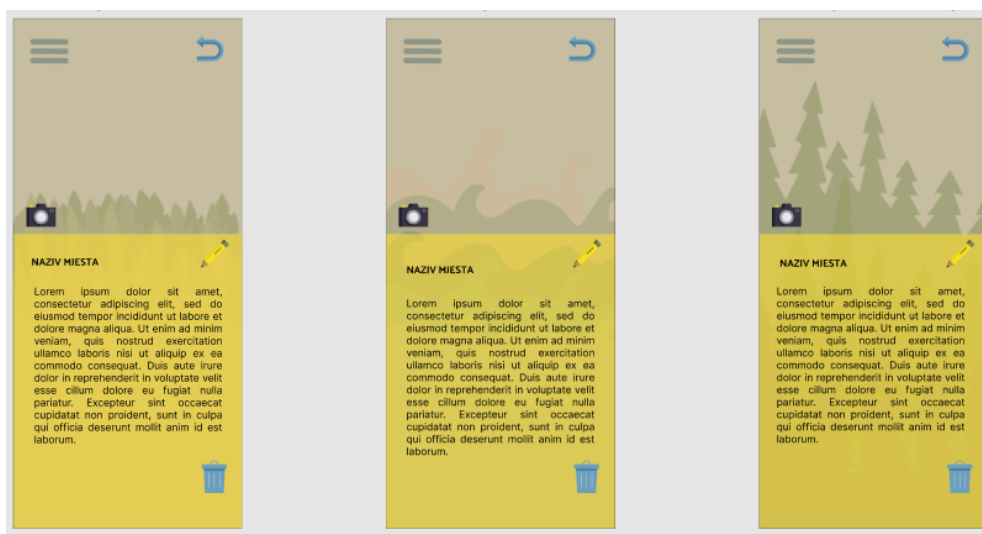 NAZIV MJESTA
Lorem ipsum dolor sit amet,
consectetur adipiscing elit, sed do
eiusmod tempor incididunt ut labore et
dolore magna aliqua. Ut enim ad minim
veniam, quis nostrud exercitation
ullamco laboris nisi ut aliquip ex ea
commodo consequat. Duis aute irure
dolor in reprehenderit in voluptate velit
esse cillum dolore eu fugiat nulla
pariatur. Excepteur sint occaecat
cupidatat non proident, sunt in culpa
qui officia deserunt mollit anim id est
laborum.
NAZIV MJESTA
Lorem ipsum dolor sit amet,
consectetur adipiscing elit, sed do
eiusmod tempor incididunt ut labore et
dolore magna aliqua. Ut enim ad minim
veniam, quis nostrud exercitation
ullamco laboris nisi ut aliquip ex ea
commodo consequat. Duis aute irure
dolor in reprehenderit in voluptate velit
esse cillum dolore eu fugiat nulla
pariatur. Excepteur sint occaecat
cupidatat non proident, sunt in culpa
qui officia deserunt mollit anim id est
laborum.
NAZIV MJESTA
Lorem ipsum dolor sit amet,
consectetur adipiscing elit, sed do
eiusmod tempor incididunt ut labore et
dolore magna aliqua. Ut enim ad minim
veniam, quis nostrud exercitation
ullamco laboris nisi ut aliquip ex ea
commodo consequat. Duis aute irure
dolor in reprehenderit in voluptate velit
esse cillum dolore eu fugiat nulla
pariatur. Excepteur sint occaecat
cupidatat non proident, sunt in culpa
qui officia deserunt mollit anim id est
laborum.